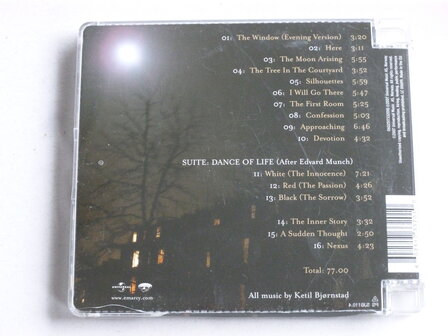 01: The Window (Evening Version) 3:20
02: Here 11:33
03: The Moon Arising 5:55
04: The Tree In The Courtyard 3:52
05: Silhouettes 5:59
06: I Will Go There 5:47
07: The First Room 5:25
08: Confession 5:03
09: Approaching 6:46
10: Devotion 4:32
SUITE: DANCE OF LIFE (After Edvard Munch)
11: White (The Innocence) 7:21
12: Red (The Passion) 4:26
13: Black (The Sorrow) 3:52
14: The Inner Story 3:32
15: A Sudden Thought 2:50
16: Nexus 4:23
Total: 77.00
All music by Ketil Bjørnstad
UNIVERSAL
www.emarcy.com